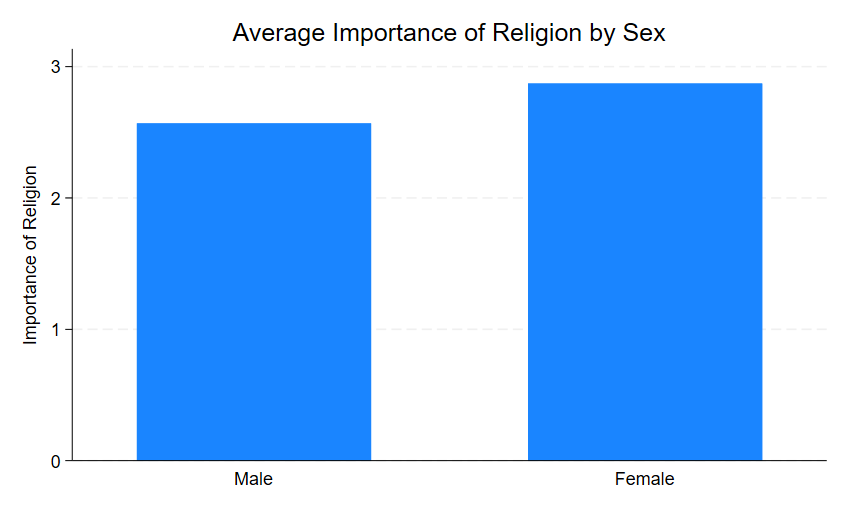 Average Importance of Religion by Sex
Importance of Religion
3
2
1
0
Male
Female